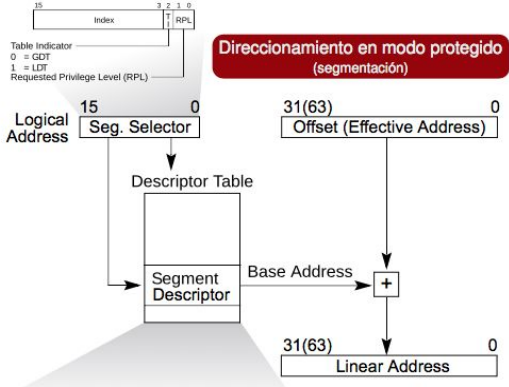 15 3 2 1 0
Index TI RPL
Table Indicator
0 = GDT
1 = LDT
Requested Privilege Level (RPL)
Direccionamiento en modo protegido
(segmentación)
15 0
31(63) 0
Logical
Address
Seg. Selector
Offset (Effective Address)
Descriptor Table
Segment
Descriptor
Base Address
+
31(63) 0
Linear Address